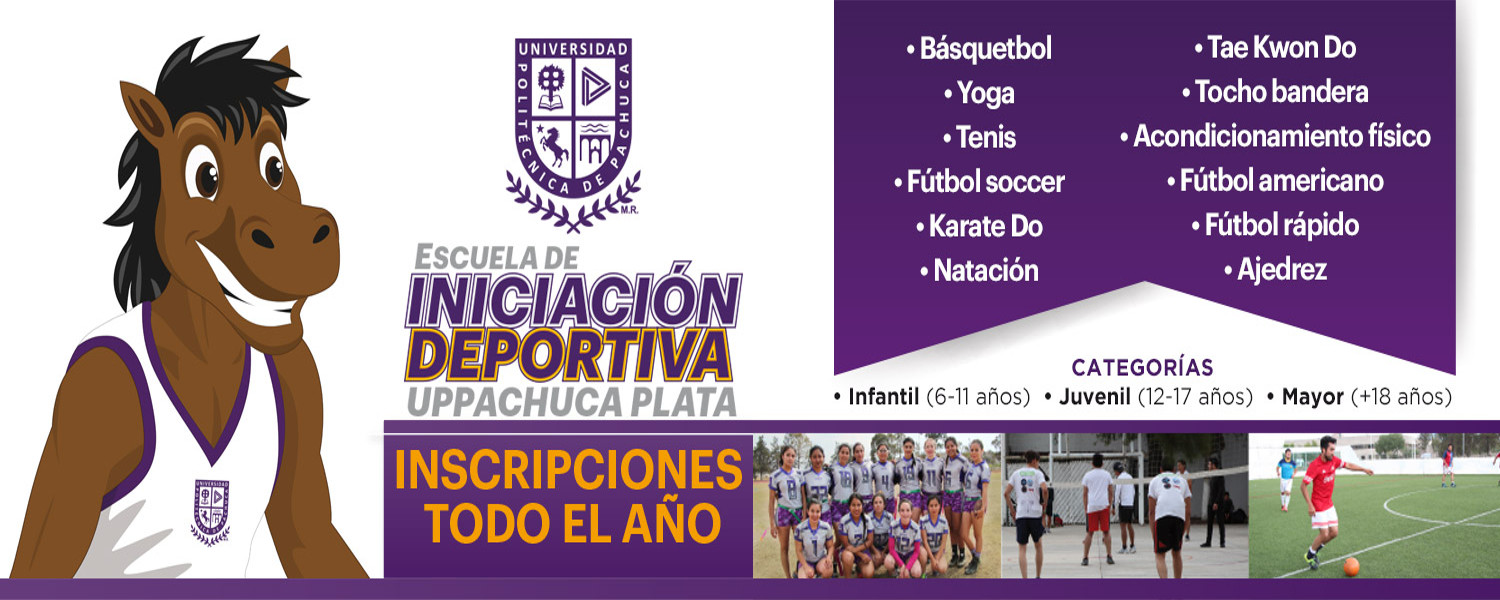 UNIVERSIDAD
POLITÉCNICA DE PACHUCA
M.R.
ESCUELA DE
INICIACIÓN
DEPORTIVA
UPPACHUCA PLATA
• Básquetbol
• Yoga
• Tenis
• Fútbol soccer
• Karate Do
• Natación
• Tae Kwon Do
• Tocho bandera
• Acondicionamiento físico
• Fútbol americano
• Fútbol rápido
• Ajedrez
CATEGORÍAS
• Infantil (6-11 años) • Juvenil (12-17 años) • Mayor (+18 años)
INSCRIPCIONES
TODO EL AÑO
UNIVERSIDAD